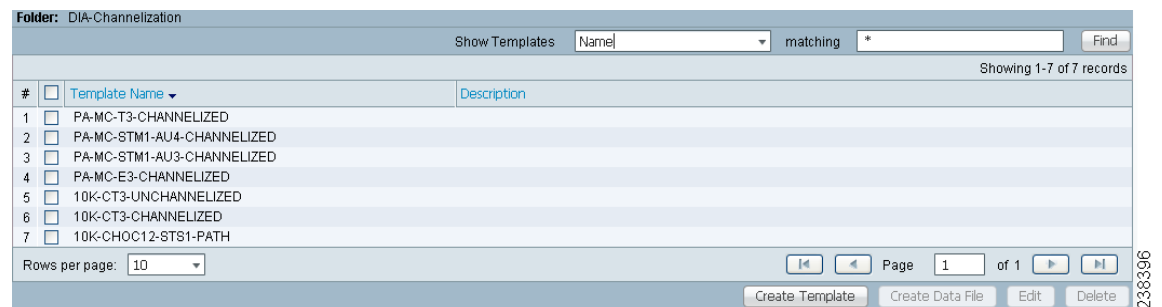 Folder: DIA-Channelization
Show Templates Name matching * Find
Showing 1-7 of 7 records
# Template Name Description
1 PA-MC-T3-CHANNELIZED
2 PA-MC-STM1-AU4-CHANNELIZED
3 PA-MC-STM1-AU3-CHANNELIZED
4 PA-MC-E3-CHANNELIZED
5 10K-CT3-UNCHANNELIZED
6 10K-CT3-CHANNELIZED
7 10K-CHOC12-STS1-PATH
Rows per page: 10 Page 1 of 1
Create Template Create Data File Edit Delete
238396